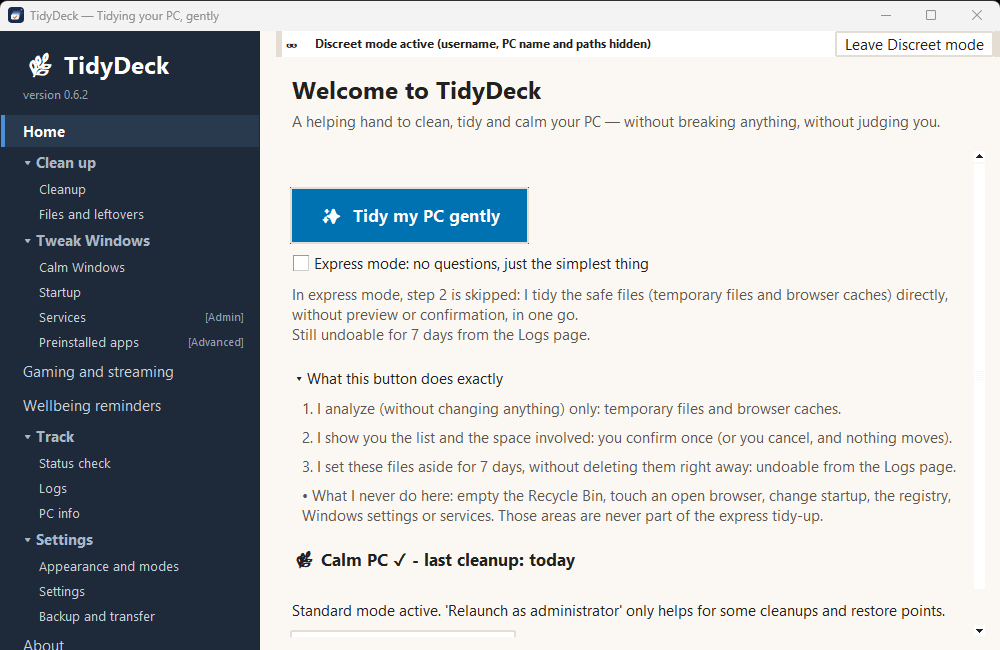 TidyDeck — Tidying your PC, gently
TidyDeck
version 0.6.2
Home
Clean up
Cleanup
Files and leftovers
Tweak Windows
Calm Windows
Startup
Services [Admin]
Preinstalled apps [Advanced]
Gaming and streaming
Wellbeing reminders
Track
Status check
Logs
PC info
Settings
Appearance and modes
Settings
Backup and transfer
About
Discreet mode active (username, PC name and paths hidden)
Leave Discreet mode
Welcome to TidyDeck
A helping hand to clean, tidy and calm your PC — without breaking anything, without judging you.
Tidy my PC gently
Express mode: no questions, just the simplest thing
In express mode, step 2 is skipped: I tidy the safe files (temporary files and browser caches) directly,
without preview or confirmation, in one go.
Still undoable for 7 days from the Logs page.
What this button does exactly
1. I analyze (without changing anything) only: temporary files and browser caches.
2. I show you the list and the space involved: you confirm once (or you cancel, and nothing moves).
3. I set these files aside for 7 days, without deleting them right away: undoable from the Logs page.
• What I never do here: empty the Recycle Bin, touch an open browser, change startup, the registry,
Windows settings or services. Those areas are never part of the express tidy-up.
Calm PC ✓ - last cleanup: today
Standard mode active. 'Relaunch as administrator' only helps for some cleanups and restore points.